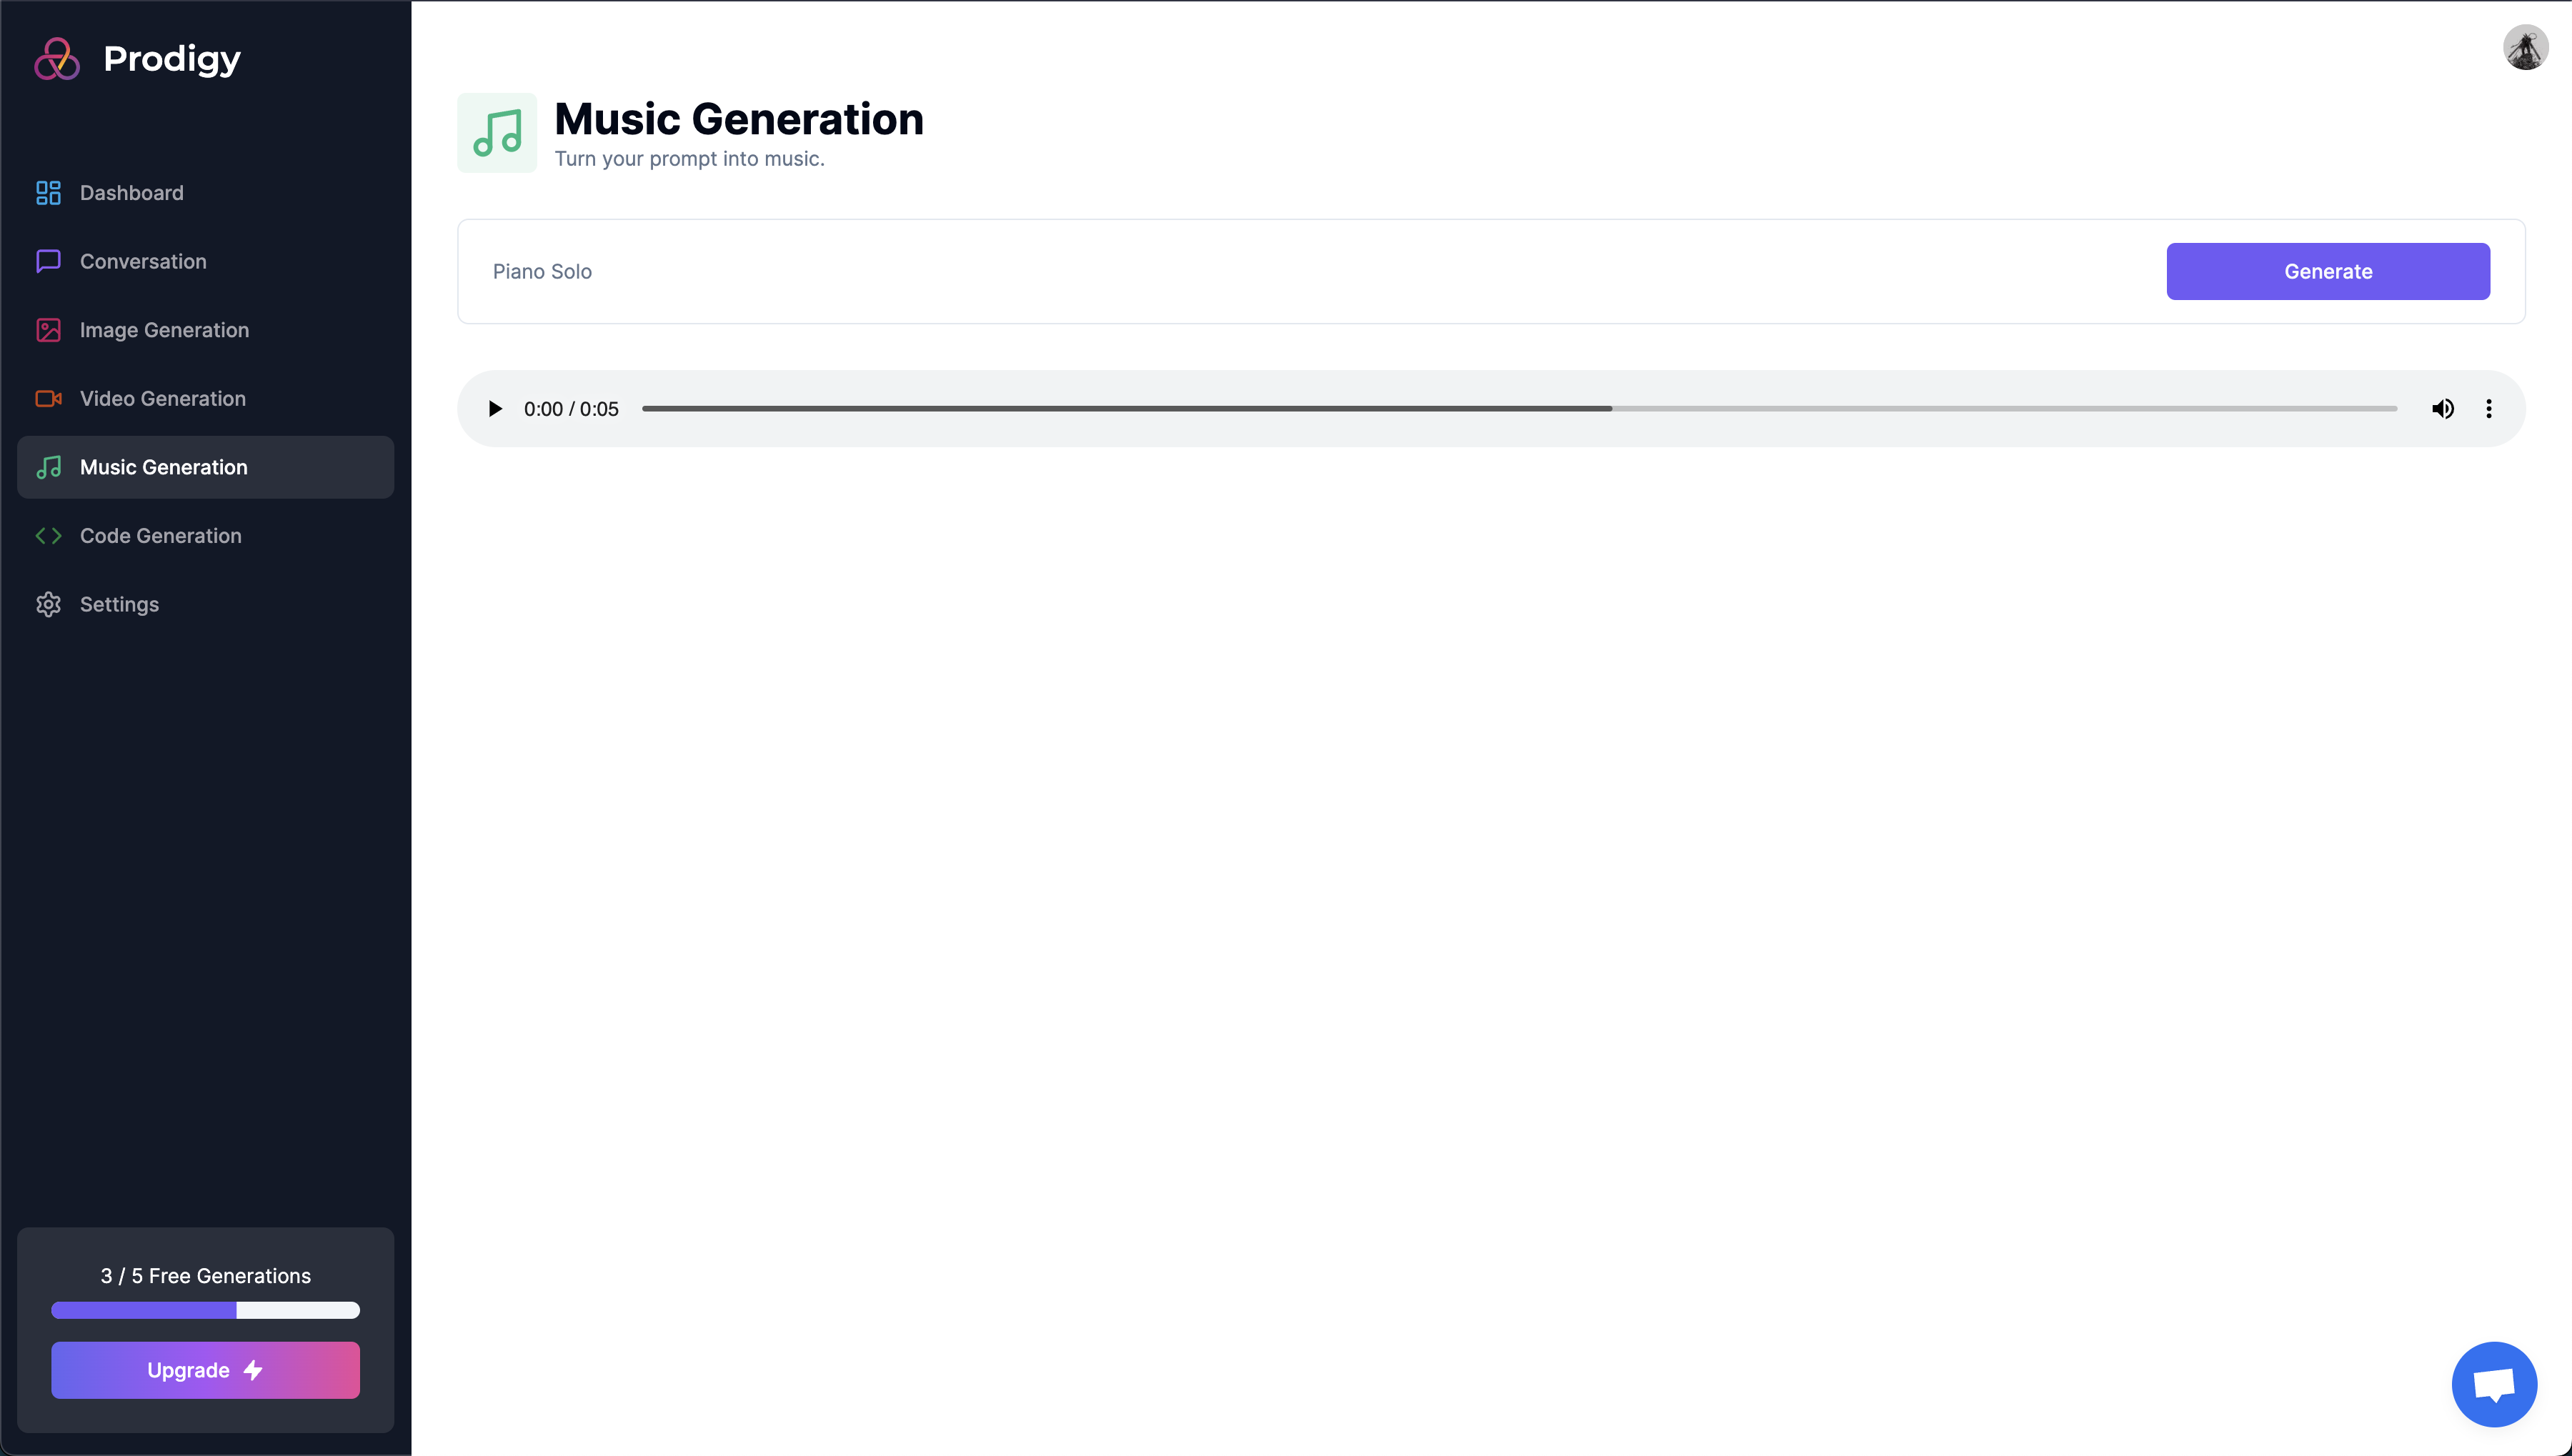 Prodigy
Dashboard
Conversation
Image Generation
Video Generation
Music Generation
Code Generation
Settings
3 / 5 Free Generations
Upgrade
Music Generation
Turn your prompt into music.
Piano Solo
Generate
0:00 / 0:05